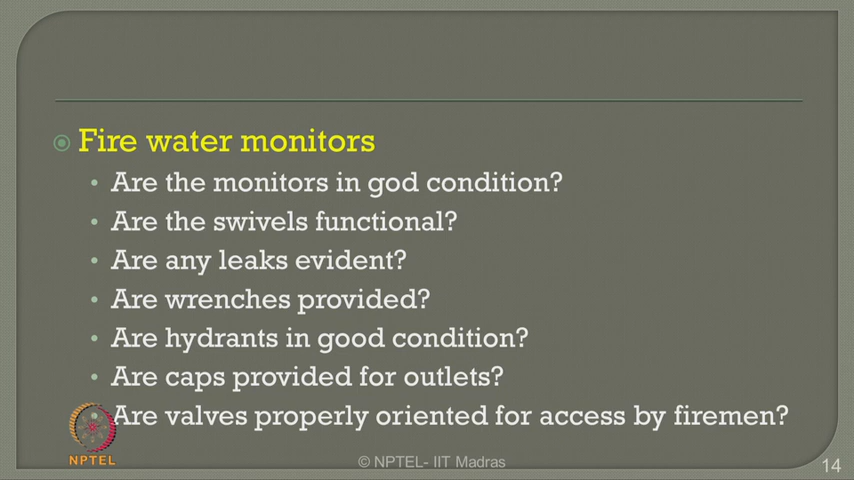 Fire water monitors
Are the monitors in god condition?
Are the swivels functional?
Are any leaks evident?
Are wrenches provided?
Are hydrants in good condition?
Are caps provided for outlets?
Are valves properly oriented for access by firemen?
NPTEL
© NPTEL- IIT Madras
14